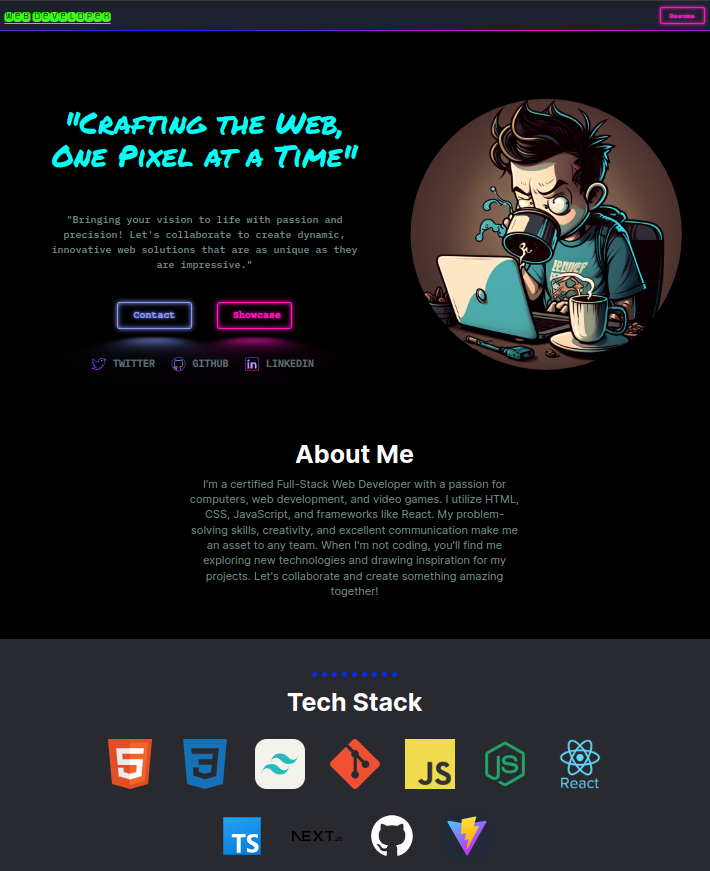 WEB DEVELOPER
Resume
"Crafting the Web,
One Pixel at a Time"
"Bringing your vision to life with passion and
precision! Let's collaborate to create dynamic,
innovative web solutions that are as unique as they
are impressive."
Contact
Showcase
TWITTER
GITHUB
LINKEDIN
About Me
I'm a certified Full-Stack Web Developer with a passion for
computers, web development, and video games. I utilize HTML,
CSS, JavaScript, and frameworks like React. My problem-
solving skills, creativity, and excellent communication make me
an asset to any team. When I'm not coding, you'll find me
exploring new technologies and drawing inspiration for my
projects. Let's collaborate and create something amazing
together!
Tech Stack
5
3
JS
JS
React
TS
NEXT.JS